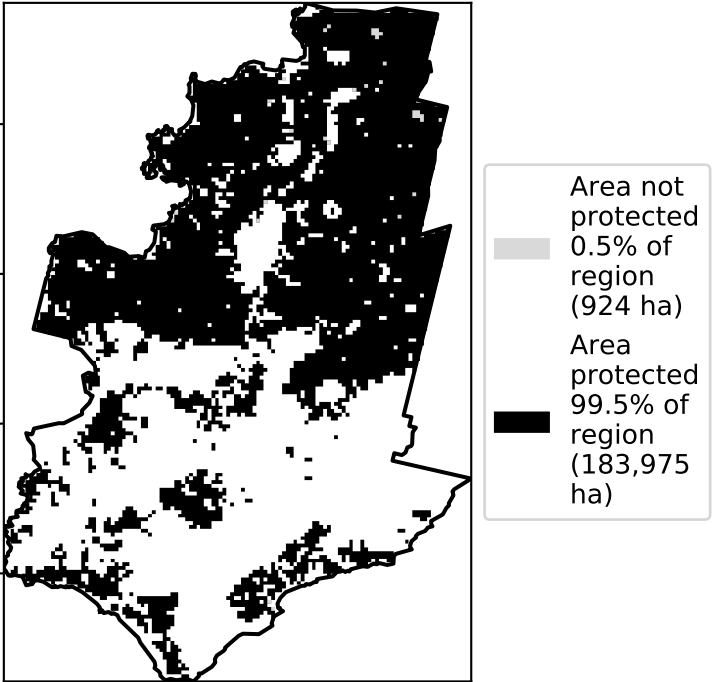 Area not
protected
0.5% of
region
(924 ha)
Area
protected
99.5% of
region
(183,975
ha)